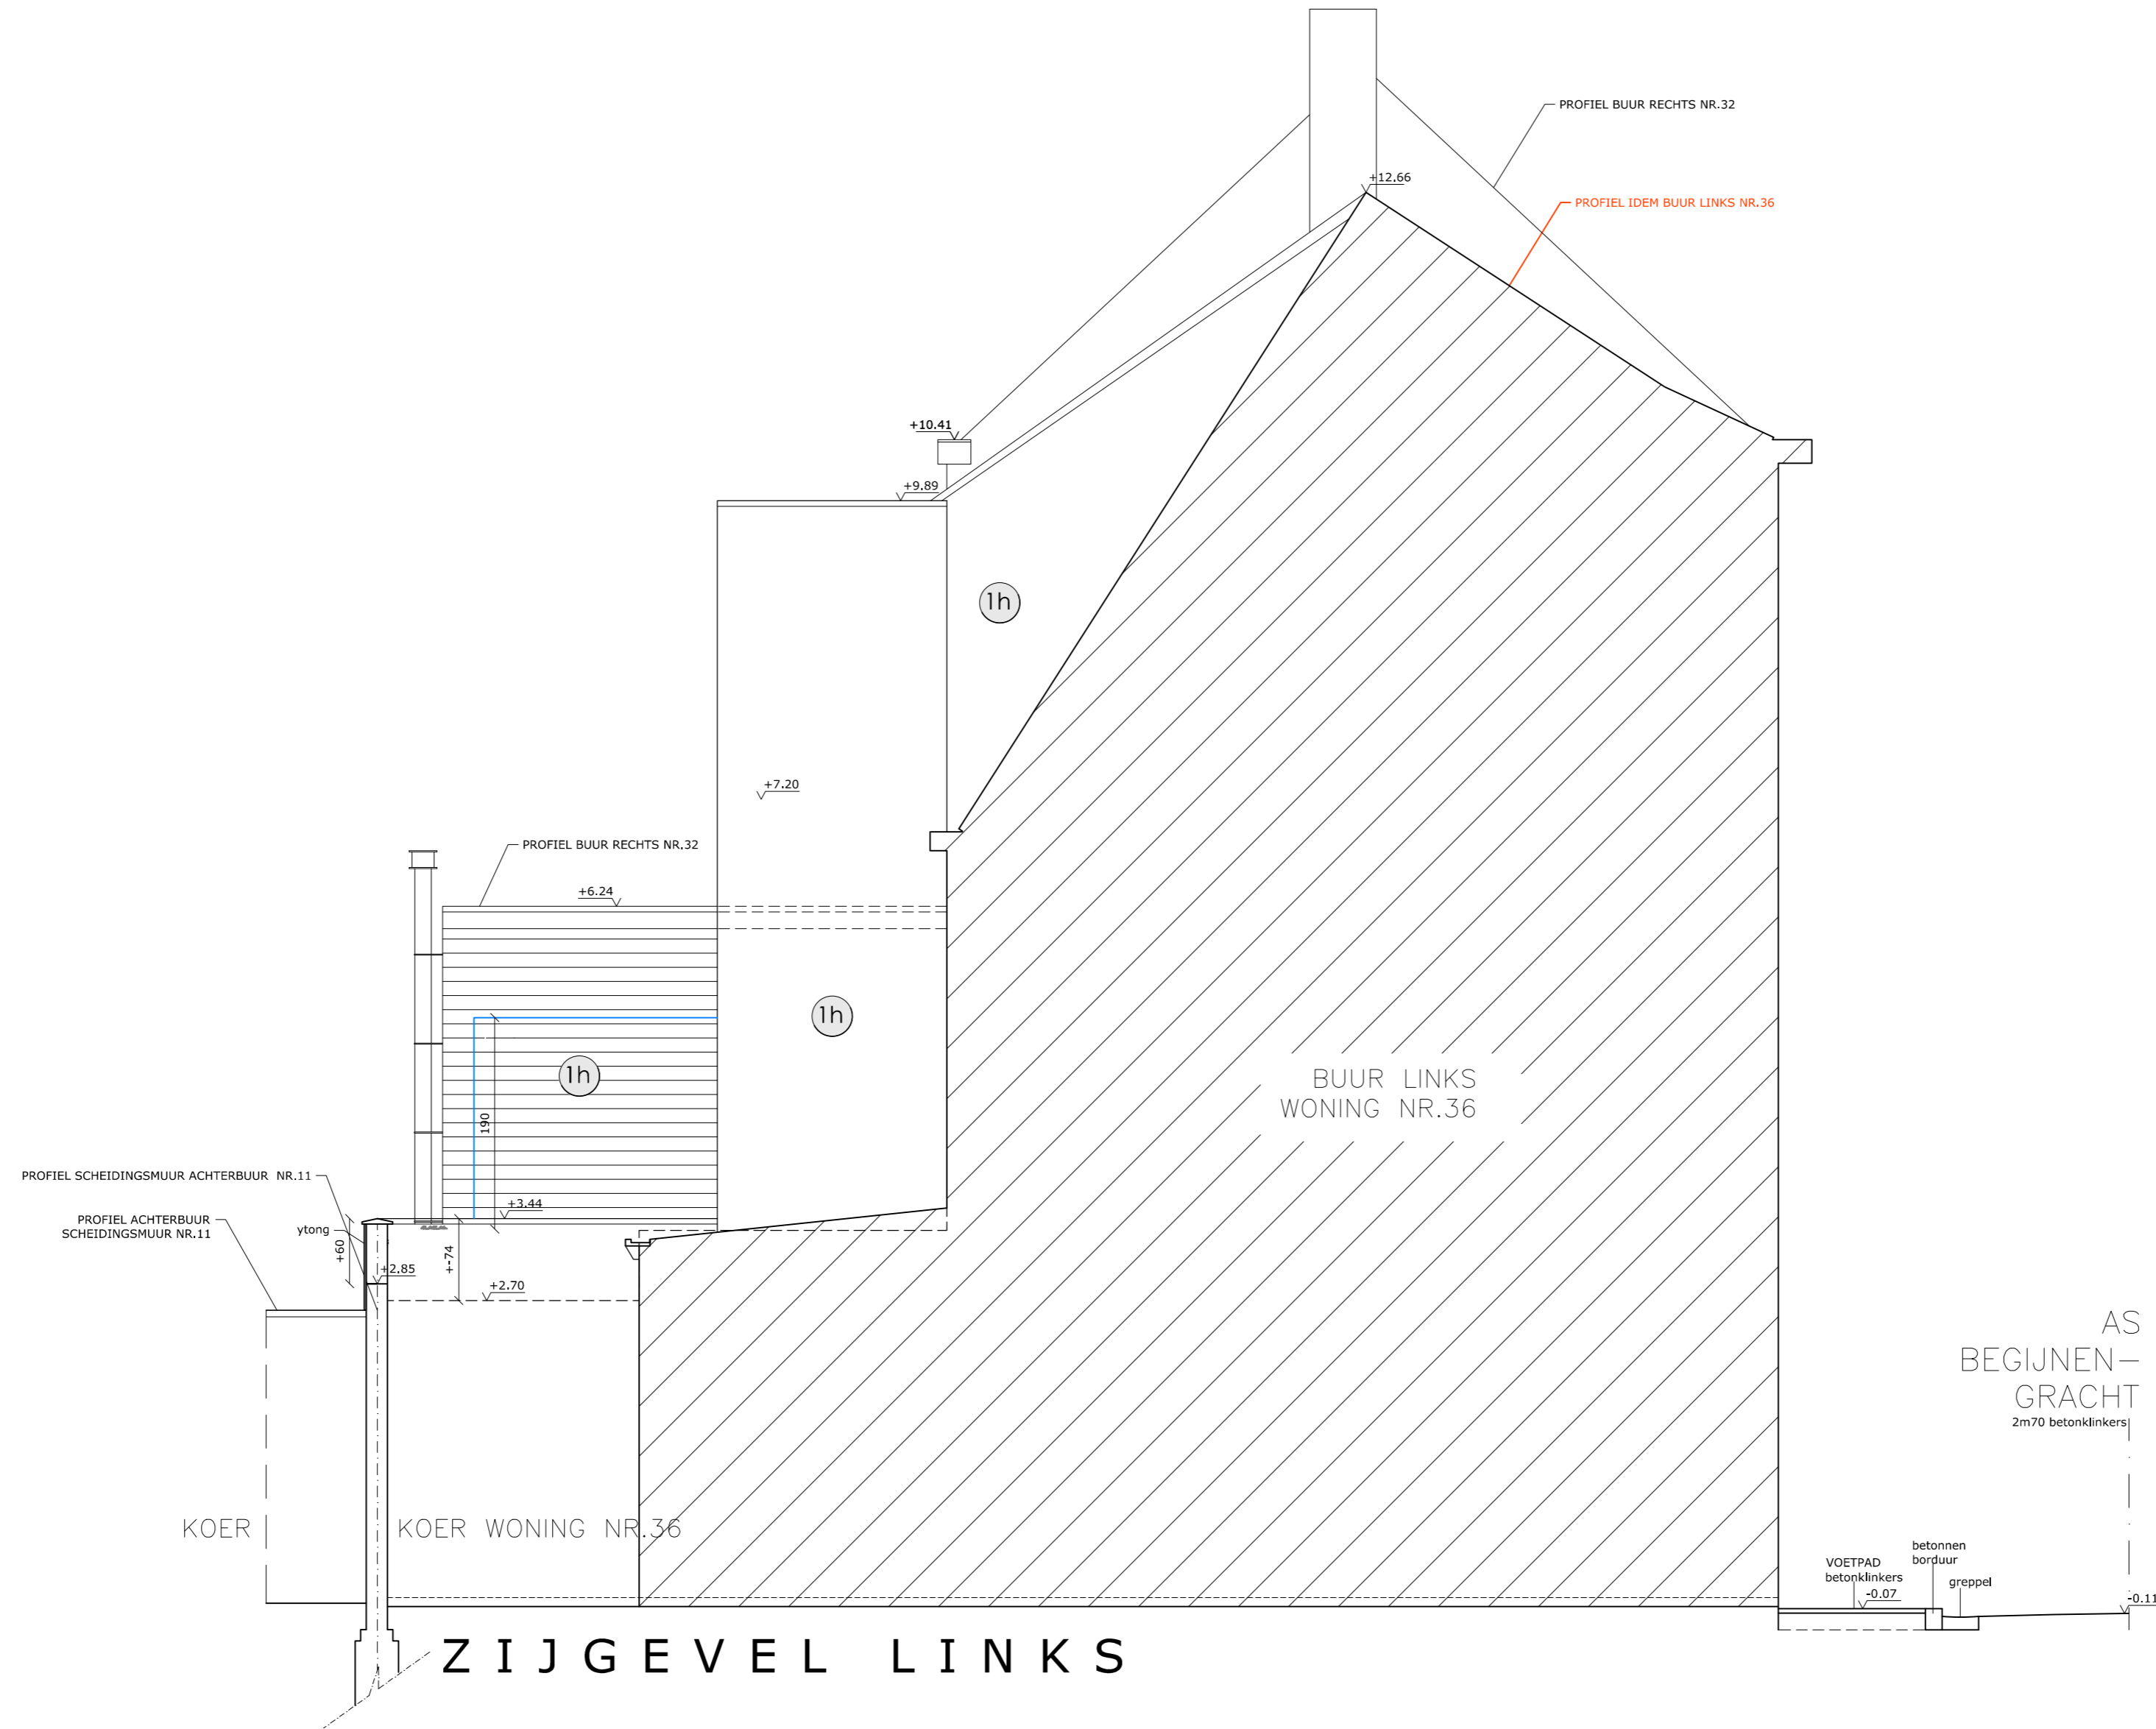 PROFIEL BUUR RECHTS NR.32
+12.66
PROFIEL IDEM BUUR LINKS NR.36
+10.41
+9.89
1h
+7.20
PROFIEL BUUR RECHTS NR.32
+6.24
1h
1h
190
BUUR LINKS
WONING NR.36
PROFIEL SCHEIDINGSMUUR ACHTERBUUR NR.11
PROFIEL ACHTERBUUR
SCHEIDINGSMUUR NR.11
ytong
+3.44
+60
+-74
+2.85
+2.70
AS
BEGIJNEN-
GRACHT
2m70 betonklinkers
KOER
KOER WONING NR.36
VOETPAD
betonklinkers
-0.07
betonnen
borduur
greppel
-0.11
ZIJGEVEL LINKS